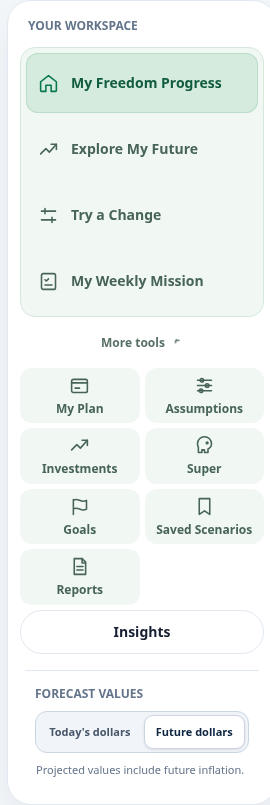 YOUR WORKSPACE
My Freedom Progress
Explore My Future
Try a Change
My Weekly Mission
More tools
My Plan
Assumptions
Investments
Super
Goals
Saved Scenarios
Reports
Insights
FORECAST VALUES
Today's dollars
Future dollars
Projected values include future inflation.